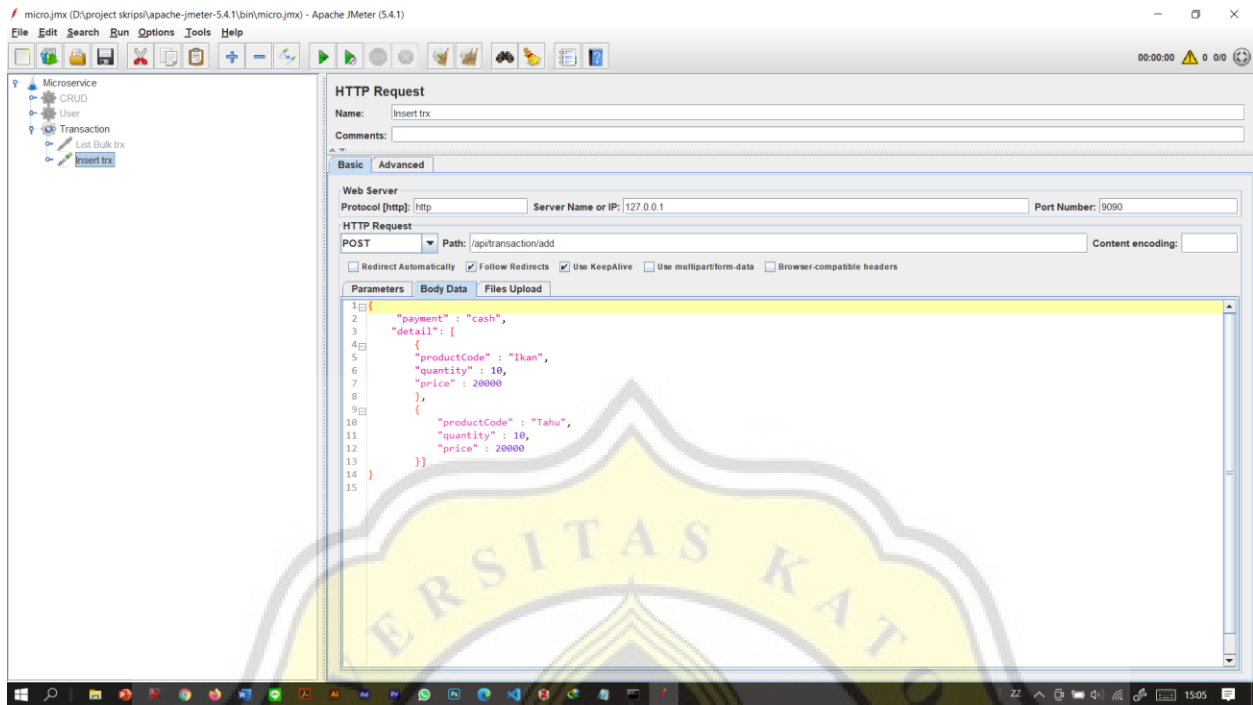 micro.jmx (D:\project skripsi\apache-jmeter-5.4.1\bin\micro.jmx) - Apache JMeter (5.4.1)
File Edit Search Run Options Tools Help
00:00:00 0 0/0
Microservice
CRUD
User
Transaction
List Bulk trx
Insert trx
HTTP Request
Name: Insert trx
Comments:
Basic Advanced
Web Server
Protocol [http]: http Server Name or IP: 127.0.0.1 Port Number: 9090
HTTP Request
POST Path: /api/transaction/add Content encoding:
Redirect Automatically Follow Redirects Use KeepAlive Use multipart/form-data Browser-compatible headers
Parameters Body Data Files Upload
1 {
2 "payment" : "cash",
3 "detail": [
4 {
5 "productCode" : "Ikan",
6 "quantity" : 10,
7 "price" : 20000
8 },
9 {
10 "productCode" : "Tahu",
11 "quantity" : 10,
12 "price" : 20000
13 }]
14 }
15
ERSITAS KATO
15:05